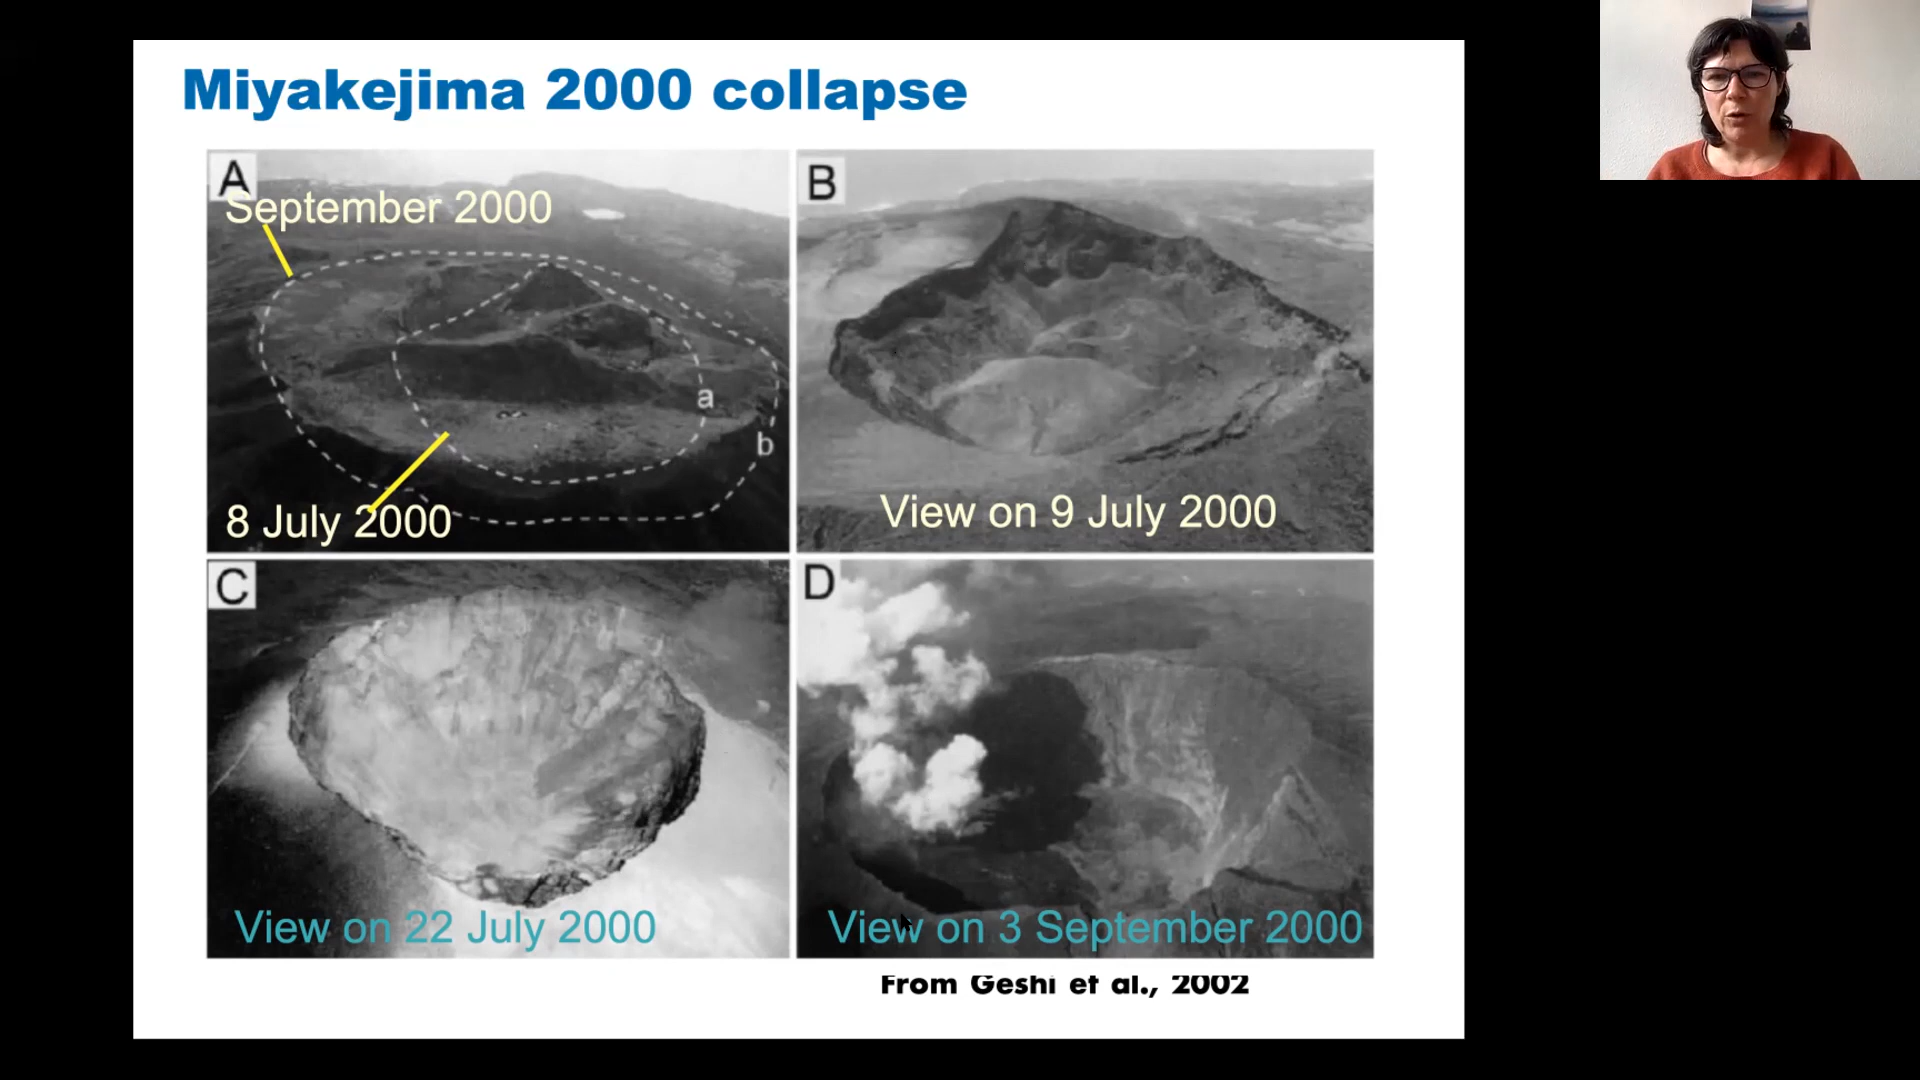 Miyakejima 2000 collapse
A
September 2000
a
b
8 July 2000
B
View on 9 July 2000
C
View on 22 July 2000
D
View on 3 September 2000
From Geshi et al., 2002